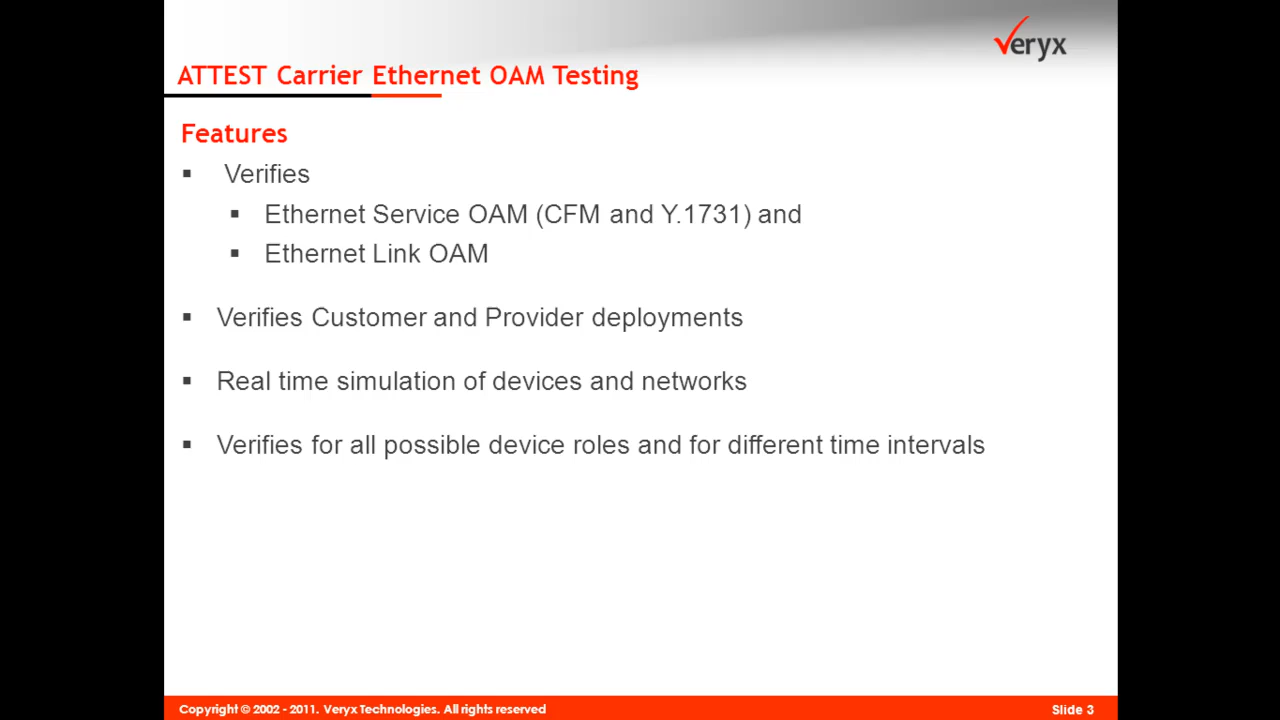 Veryx
ATTEST Carrier Ethernet OAM Testing
Features
▪ Verifies
▪ Ethernet Service OAM (CFM and Y.1731) and
▪ Ethernet Link OAM
▪ Verifies Customer and Provider deployments
▪ Real time simulation of devices and networks
▪ Verifies for all possible device roles and for different time intervals
Copyright © 2002 - 2011. Veryx Technologies. All rights reserved
Slide 3